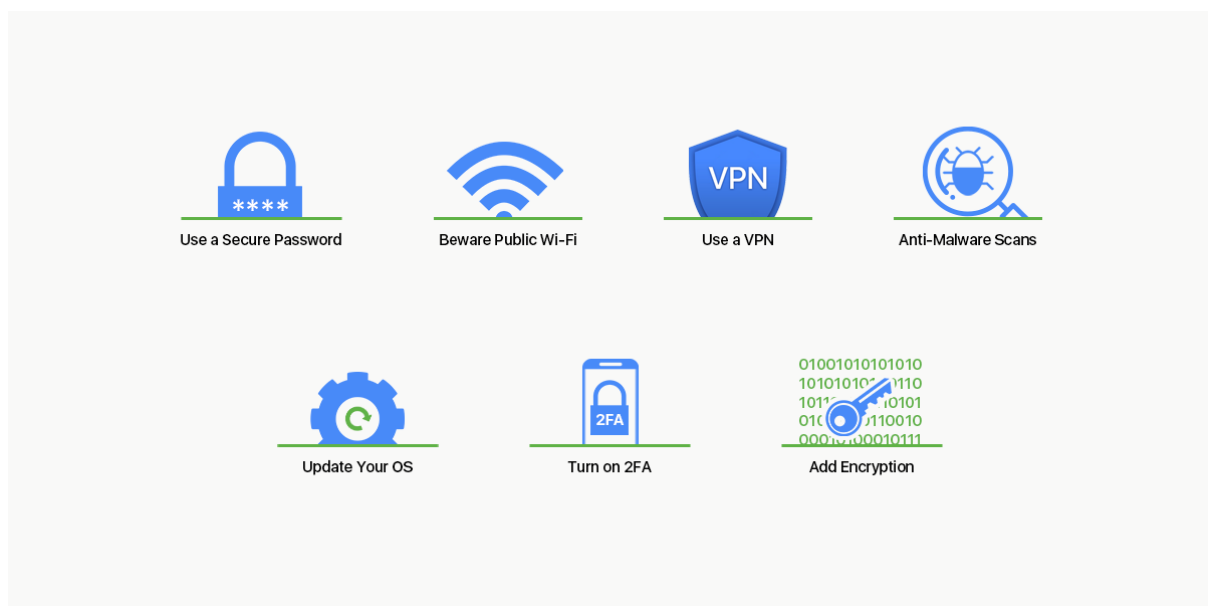 ****
Use a Secure Password
Beware Public Wi-Fi
VPN
Use a VPN
Anti-Malware Scans
Update Your OS
2FA
Turn on 2FA
01001010101010
Add Encryption